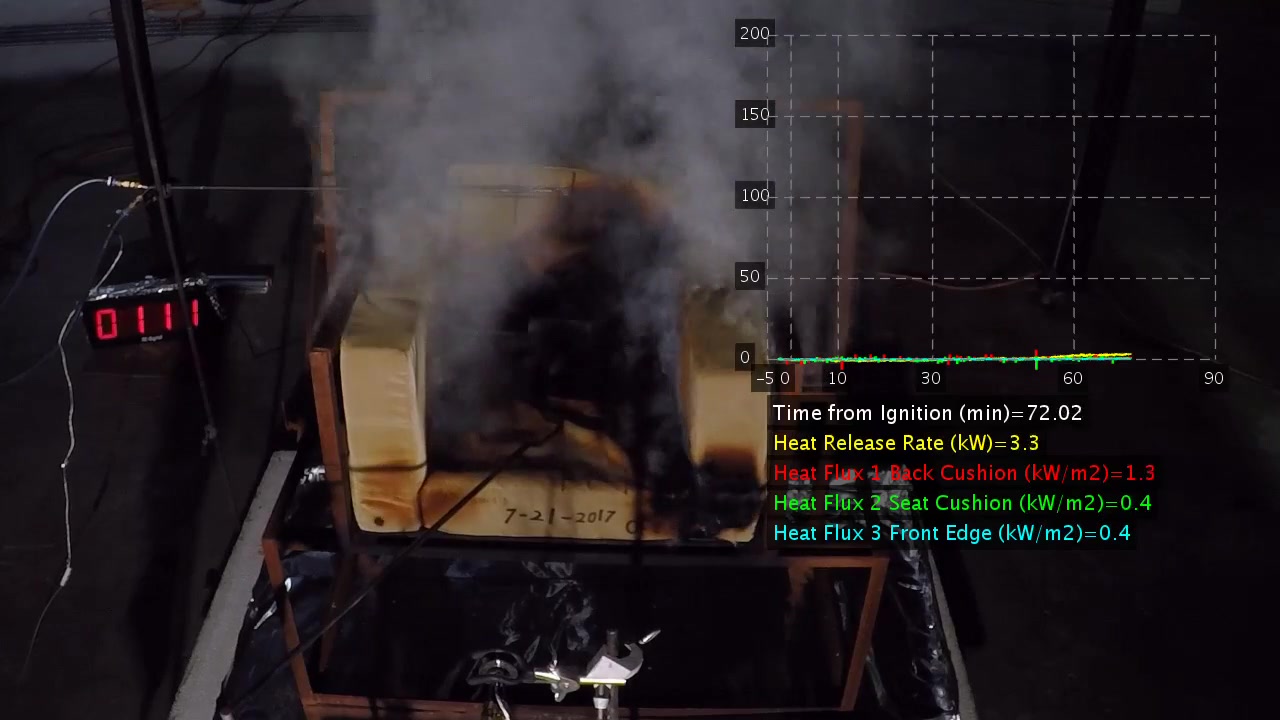 200
150
100
50
0
-5 0 10 30 60 90
0111
Time from Ignition (min)=72.02
Heat Release Rate (kW)=3.3
Heat Flux 1 Back Cushion (kW/m2)=1.3
Heat Flux 2 Seat Cushion (kW/m2)=0.4
Heat Flux 3 Front Edge (kW/m2)=0.4
7-21-2017